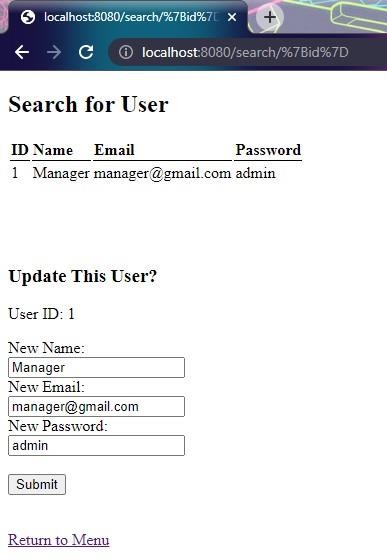 localhost:8080/search/%7Bid%7D
localhost:8080/search/%7Bid%7D
Search for User
ID Name Email Password
1 Manager manager@gmail.com admin
Update This User?
User ID: 1
New Name:
Manager
New Email:
manager@gmail.com
New Password:
admin
Submit
Return to Menu